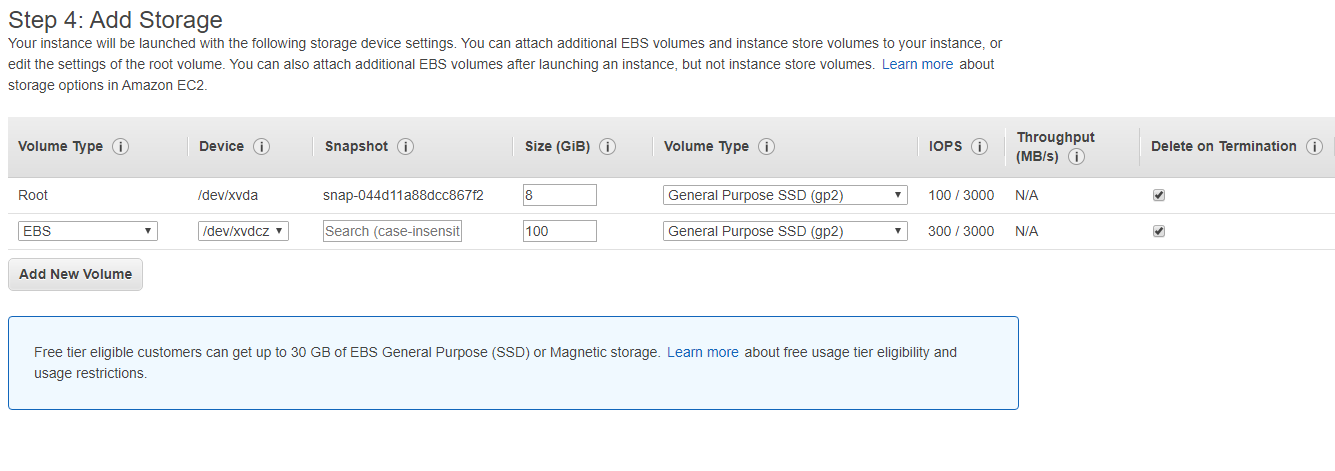 Step 4: Add Storage
Your instance will be launched with the following storage device settings. You can attach additional EBS volumes and instance store volumes to your instance, or
edit the settings of the root volume. You can also attach additional EBS volumes after launching an instance, but not instance store volumes. Learn more about
storage options in Amazon EC2.
Volume Type i Device i Snapshot i Size (GiB) i Volume Type i IOPS i Throughput (MB/s) i Delete on Termination i
Root /dev/xvda snap-044d11a88dcc867f2 8 General Purpose SSD (gp2) 100 / 3000 N/A
EBS /dev/xvdcz Search (case-insensit 100 General Purpose SSD (gp2) 300 / 3000 N/A
Add New Volume
Free tier eligible customers can get up to 30 GB of EBS General Purpose (SSD) or Magnetic storage. Learn more about free usage tier eligibility and
usage restrictions.